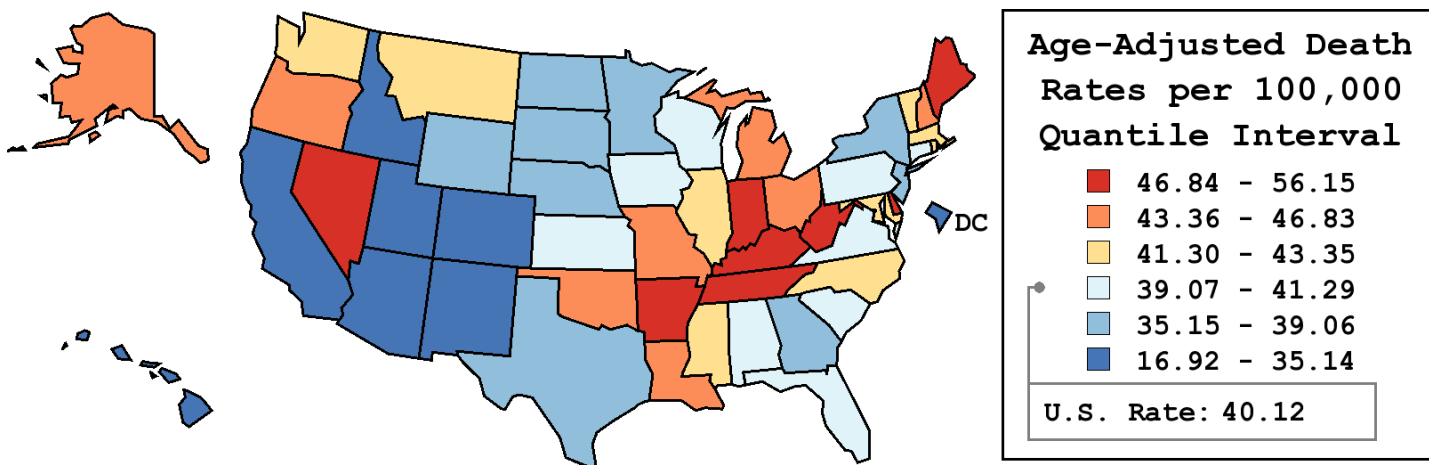 Age-Adjusted Death
Rates per 100,000
Quantile Interval
46.84 - 56.15
43.36 - 46.83
41.30 - 43.35
39.07 - 41.29
35.15 - 39.06
16.92 - 35.14
U.S. Rate: 40.12
DC